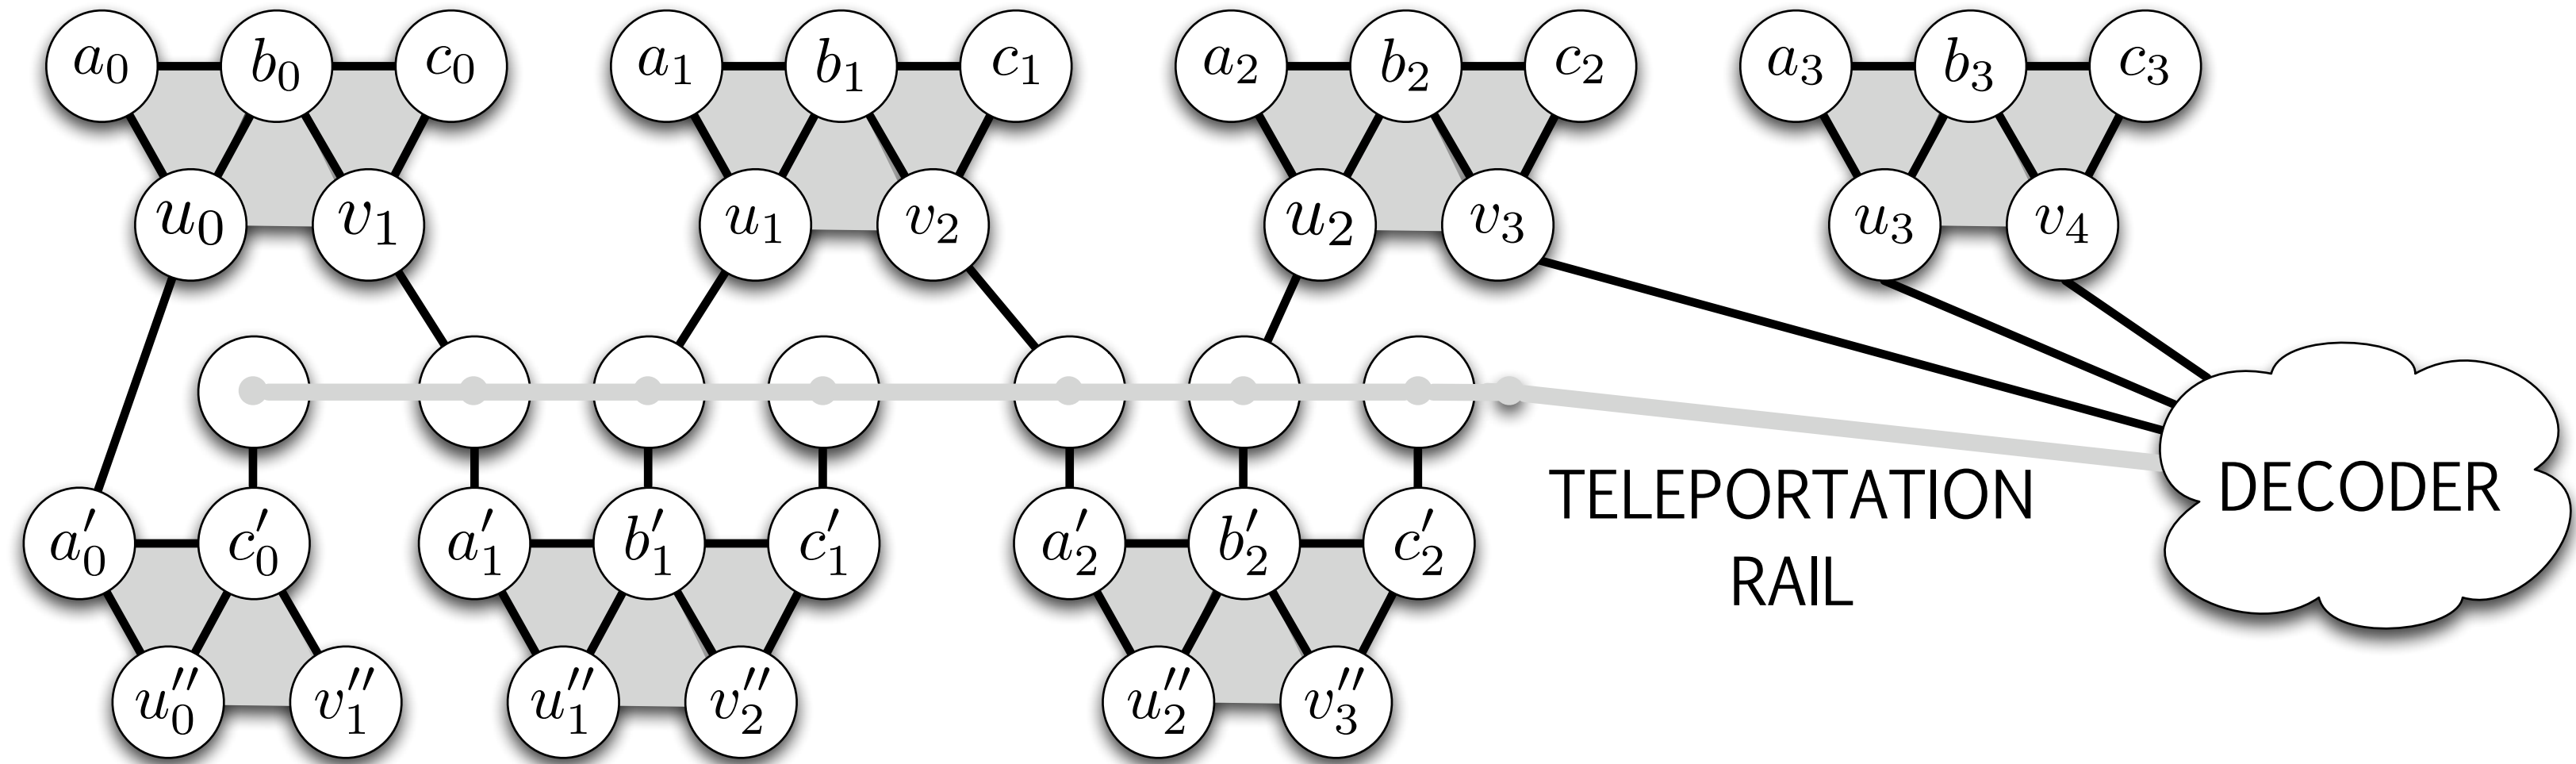 a₀ b₀ c₀ a₁ b₁ c₁ a₂ b₂ c₂ a₃ b₃ c₃
u₀ v₁ u₁ v₂ u₂ v₃ u₃ v₄
TELEPORTATION
RAIL
DECODER
a′₀ c′₀ a′₁ b′₁ c′₁ a′₂ b′₂ c′₂
u″₀ v″₁ u″₁ v″₂ u″₂ v″₃